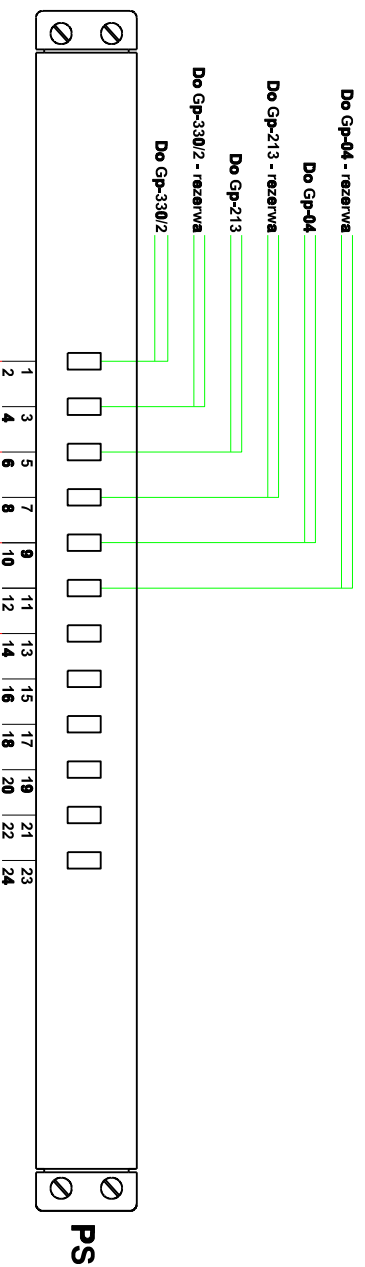 Do Gp-04 - rezerwa
Do Gp-04
Do Gp-213 - rezerwa
Do Gp-213
Do Gp-330/2 - rezerwa
Do Gp-330/2
1 3 5 7 9 11 13 15 17 19 21 23
2 4 6 8 10 12 14 16 18 20 22 24
PS